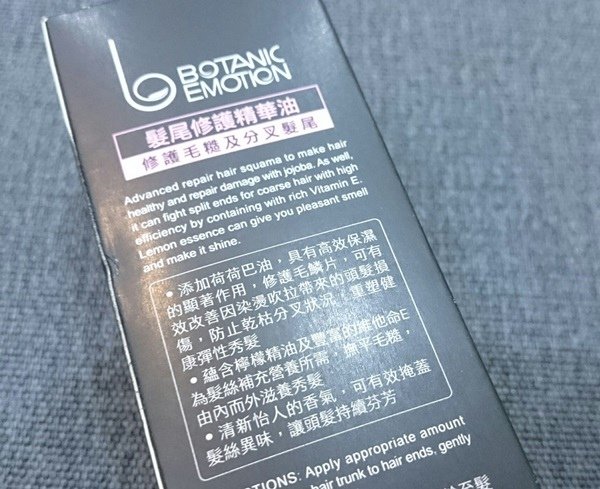 BOTANIC
EMOTION
髮尾修護精華油
修護毛糙及分叉髮尾
Advanced repair hair squama to make hair
healthy and repair damage with jojoba. As well,
it can fight split ends for coarse hair with high
efficiency by containing with rich Vitamin E.
Lemon essence can give you pleasant smell
and make it shine.
• 添加荷荷巴油，具有高效保濕
的顯著作用，修護毛鱗片，可有
效改善因染燙吹拉帶來的頭髮損
傷，防止乾枯分叉狀況，重塑健
康彈性秀髮
• 蘊含檸檬精油及豐富的維他命E
為髮絲補充營養所需，撫平毛糙，
由內而外滋養秀髮
• 清新怡人的香氣，可有效掩蓋
髮絲異味，讓頭髮持續芬芳
TIONS: Apply appropriate amount
hair trunk to hair ends, gently
至髮